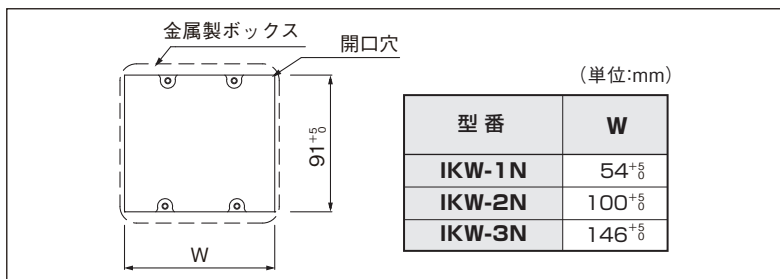 金属製ボックス
開口穴
91+5 0
W
（単位:mm）
型番 W
IKW-1N 54+5 0
IKW-2N 100+5 0
IKW-3N 146+5 0